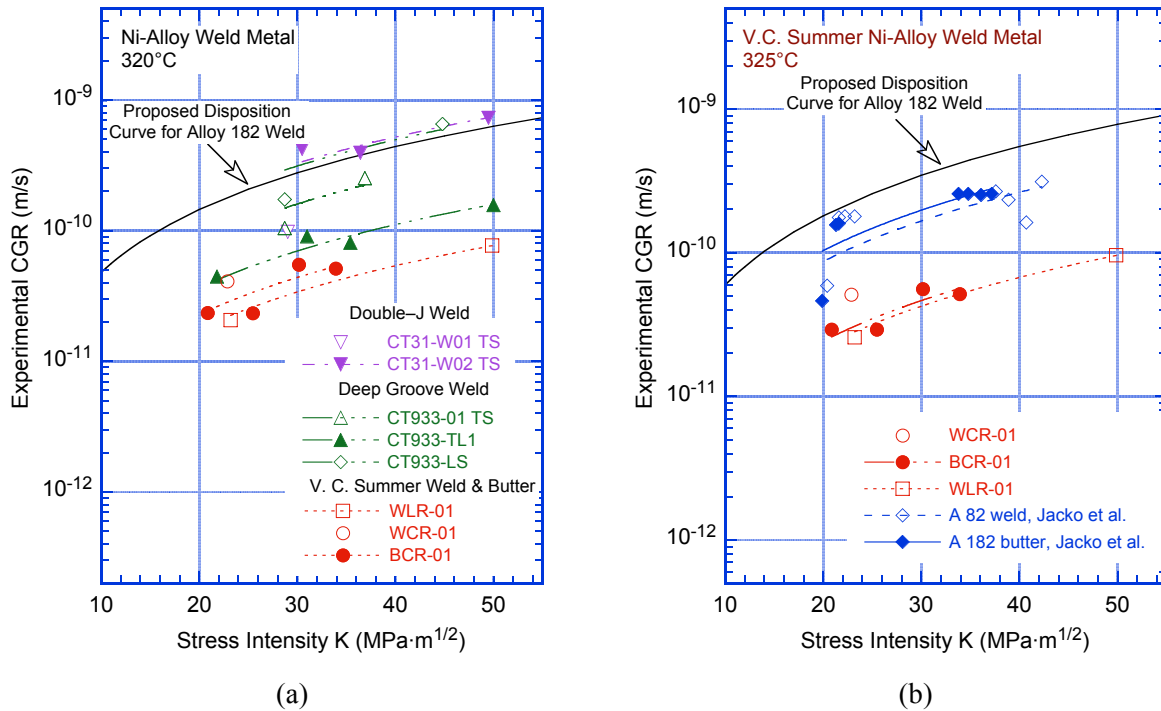 Ni-Alloy Weld Metal
320°C
Proposed Disposition
Curve for Alloy 182 Weld
Experimental CGR (m/s)
10⁻⁹
10⁻¹⁰
10⁻¹¹
10⁻¹²
Double–J Weld
CT31-W01 TS
CT31-W02 TS
Deep Groove Weld
CT933-01 TS
CT933-TL1
CT933-LS
V. C. Summer Weld & Butter
WLR-01
WCR-01
BCR-01
10 20 30 40 50
Stress Intensity K (MPa·m^1/2)
(a)
V.C. Summer Ni-Alloy Weld Metal
325°C
Proposed Disposition
Curve for Alloy 182 Weld
Experimental CGR (m/s)
10⁻⁹
10⁻¹⁰
10⁻¹¹
10⁻¹²
WCR-01
BCR-01
WLR-01
A 82 weld, Jacko et al.
A 182 butter, Jacko et al.
10 20 30 40 50
Stress Intensity K (MPa·m^1/2)
(b)